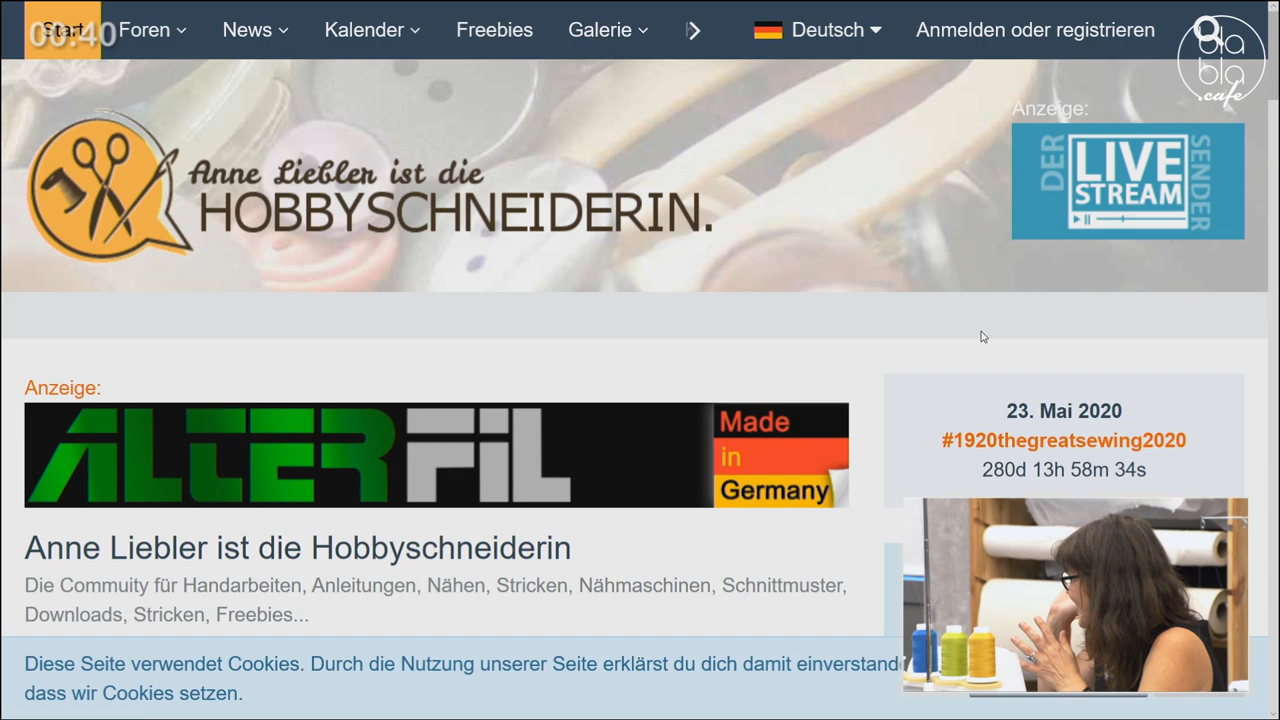 00:40
Start
Foren
News
Kalender
Freebies
Galerie
Deutsch
Anmelden oder registrieren
bla
bla
.cafe
Anzeige:
DER
LIVE
STREAM
SENDER
Anne Liebler ist die
HOBBYSCHNEIDERIN.
Anzeige:
ALTERFIL
Made
in
Germany
23. Mai 2020
#1920thegreatsewing2020
280d 13h 58m 34s
Anne Liebler ist die Hobbyschneiderin
Die Commuity für Handarbeiten, Anleitungen, Nähen, Stricken, Nähmaschinen, Schnittmuster,
Downloads, Stricken, Freebies...
Diese Seite verwendet Cookies. Durch die Nutzung unserer Seite erklärst du dich damit einverstand
dass wir Cookies setzen.